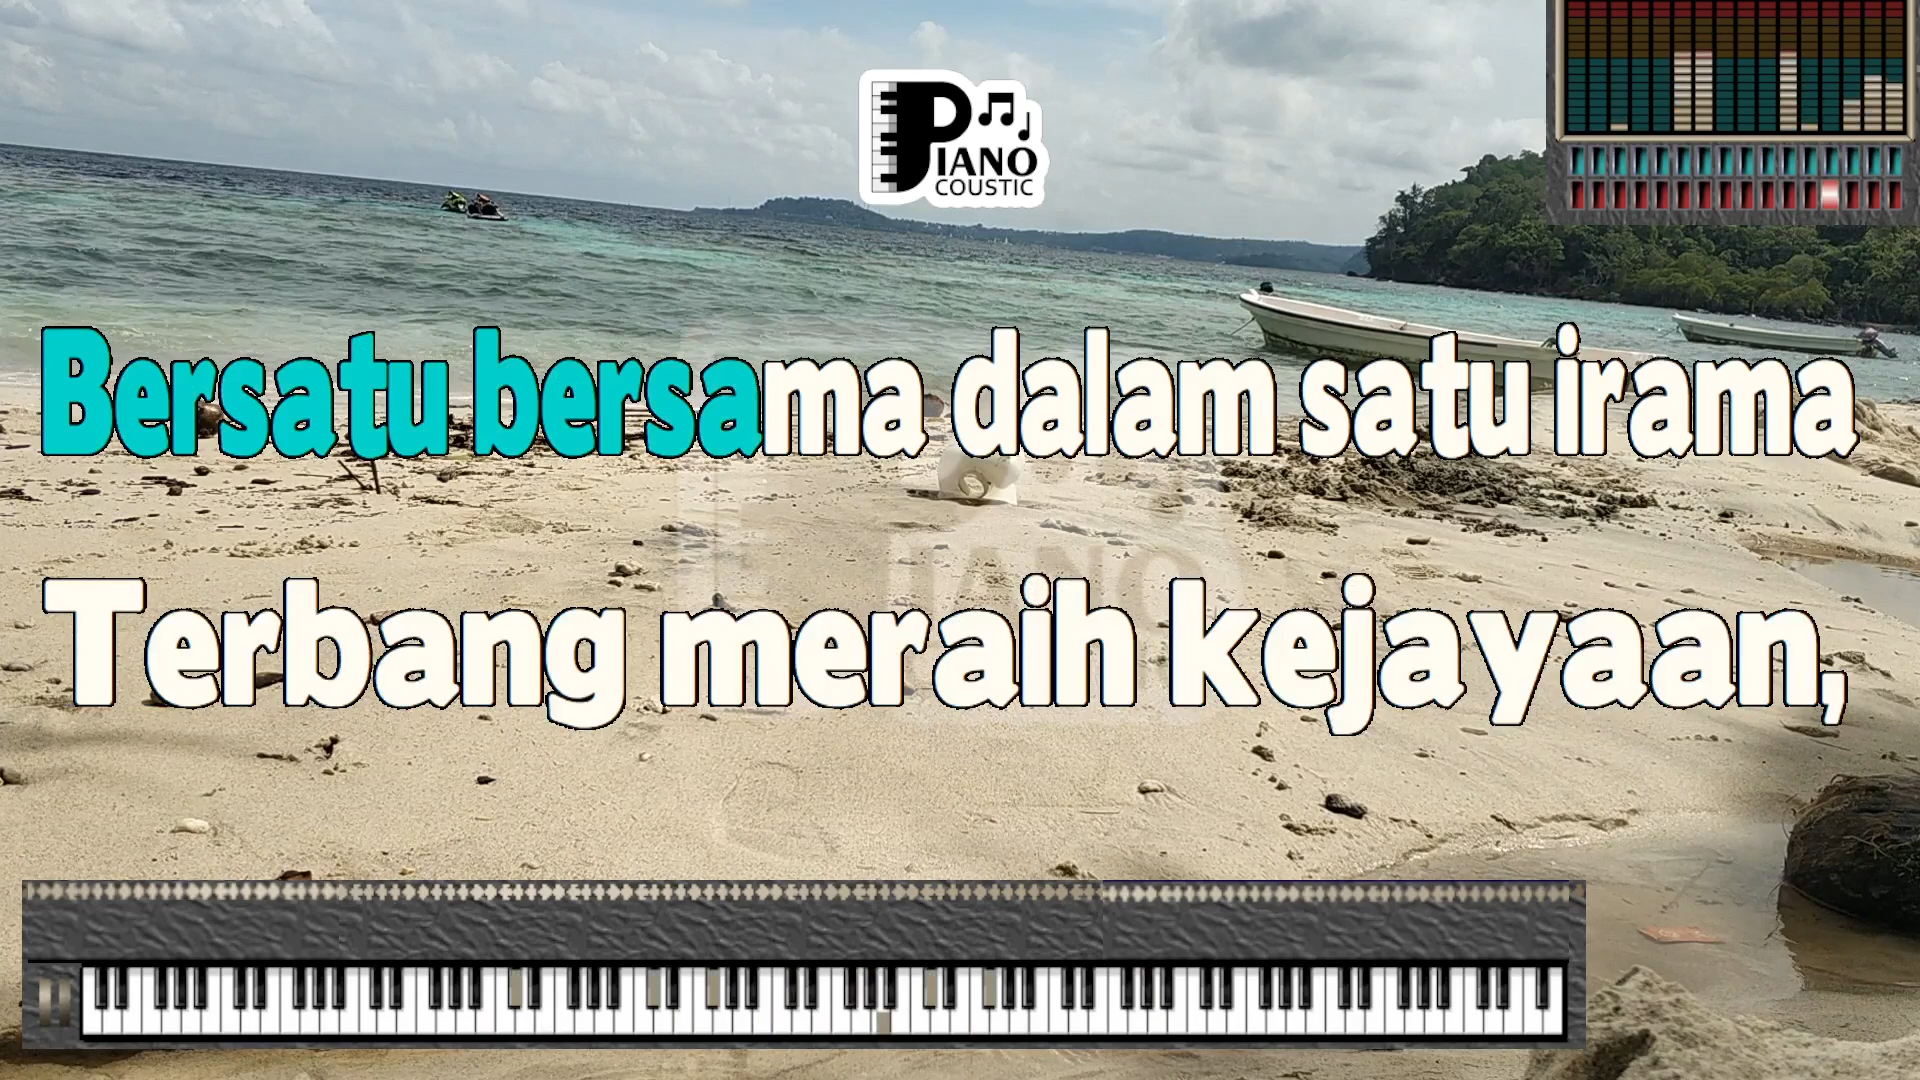 PIANO
COUSTIC
Bersatu bersama dalam satu irama
Terbang meraih kejayaan,